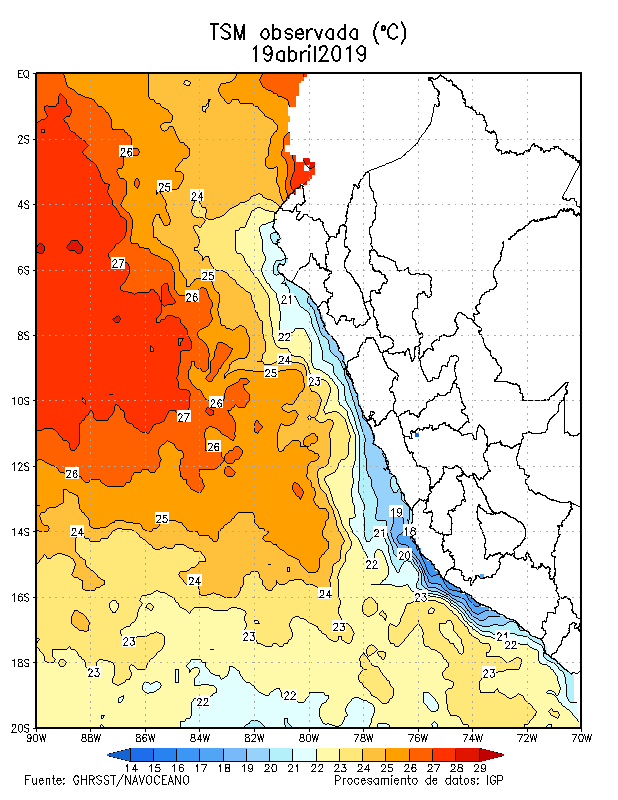 TSM observada (°C)
19abril2019
EQ
2S
4S
6S
8S
10S
12S
14S
16S
18S
20S
26
25
24
27
25
26
21
22
24
25
23
26
27
26
26
25
24
19
18
21
20
22
24
24
23
23
23
23
21
22
23
23
22
22
90W 88W 86W 84W 82W 80W 78W 76W 74W 72W 70W
14 15 16 17 18 19 20 21 22 23 24 25 26 27 28 29
Fuente: GHRSST/NAVOCEANO Procesamiento de datos: IGP